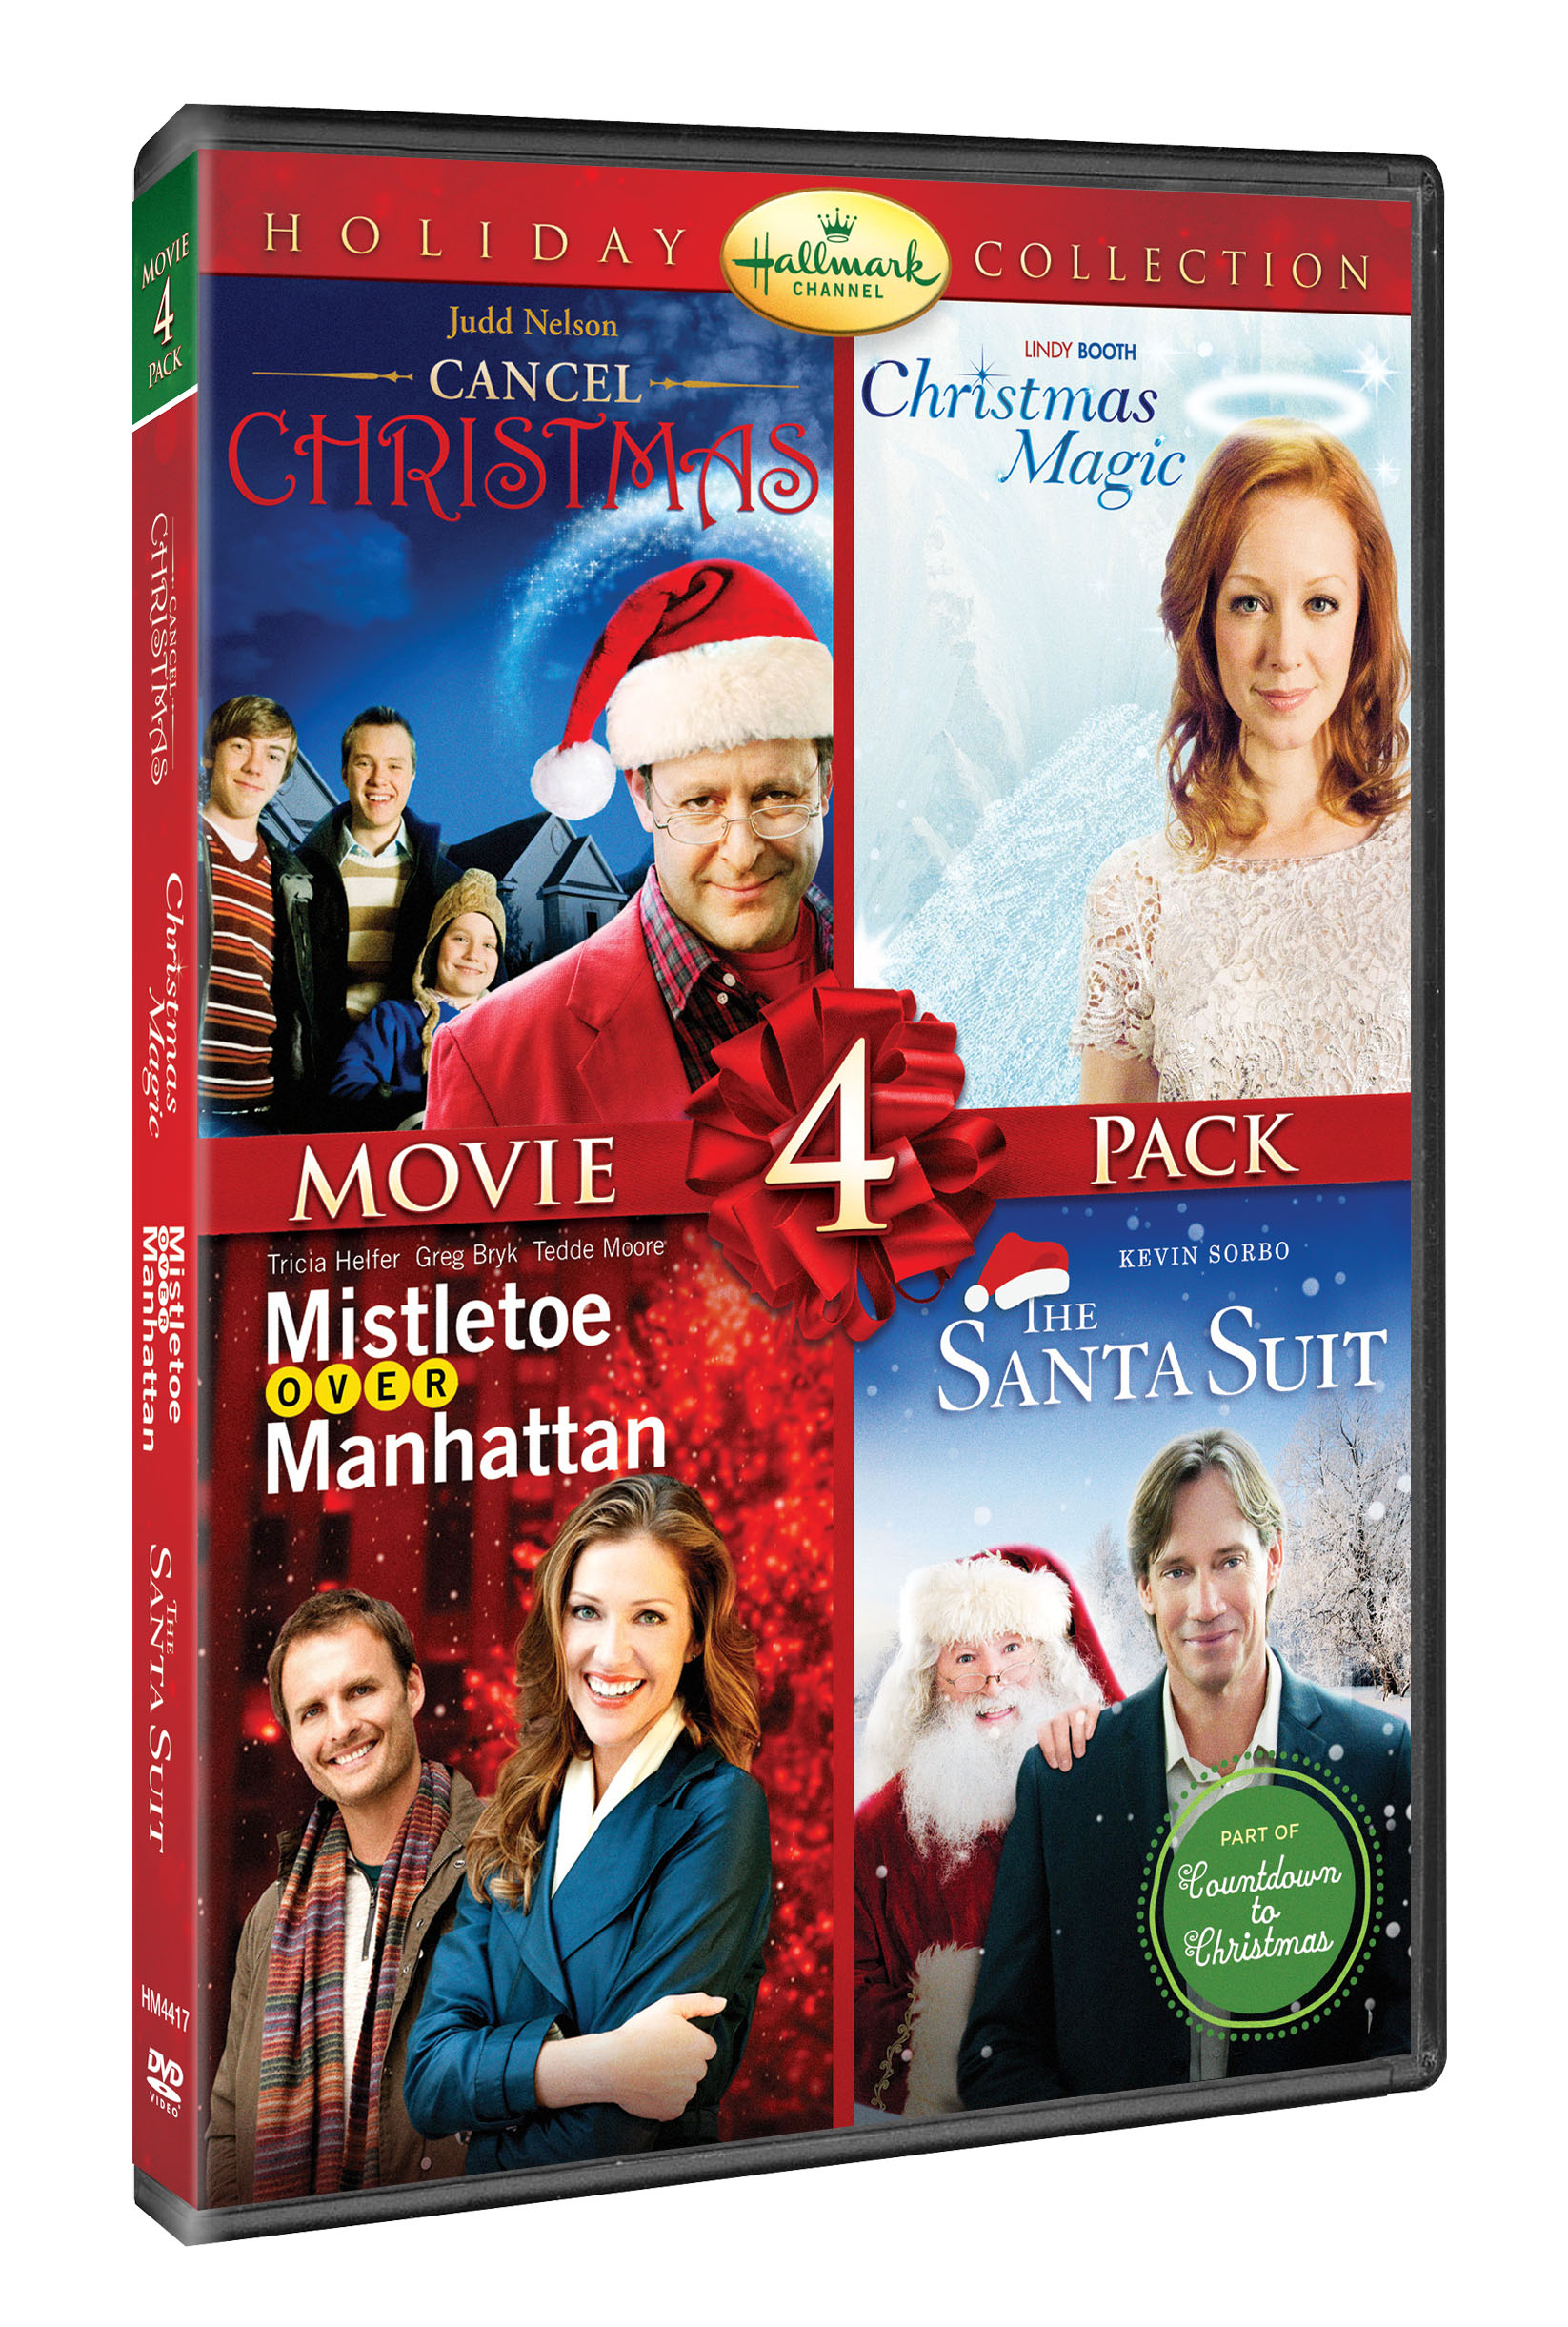 HOLIDAY Hallmark COLLECTION
CHANNEL
Judd Nelson
CANCEL
CHRISTMAS
LINDY BOOTH
Christmas
Magic
MOVIE 4 PACK
Tricia Helfer Greg Bryk Tedde Moore
Mistletoe
OVER
Manhattan
KEVIN SORBO
THE
SANTA SUIT
PART OF
Countdown
to
Christmas
MOVIE
4
PACK
CANCEL
CHRISTMAS
Christmas
Magic
Mistletoe
OVER
Manhattan
THE
SANTA SUIT
HM4417
DVD
VIDEO